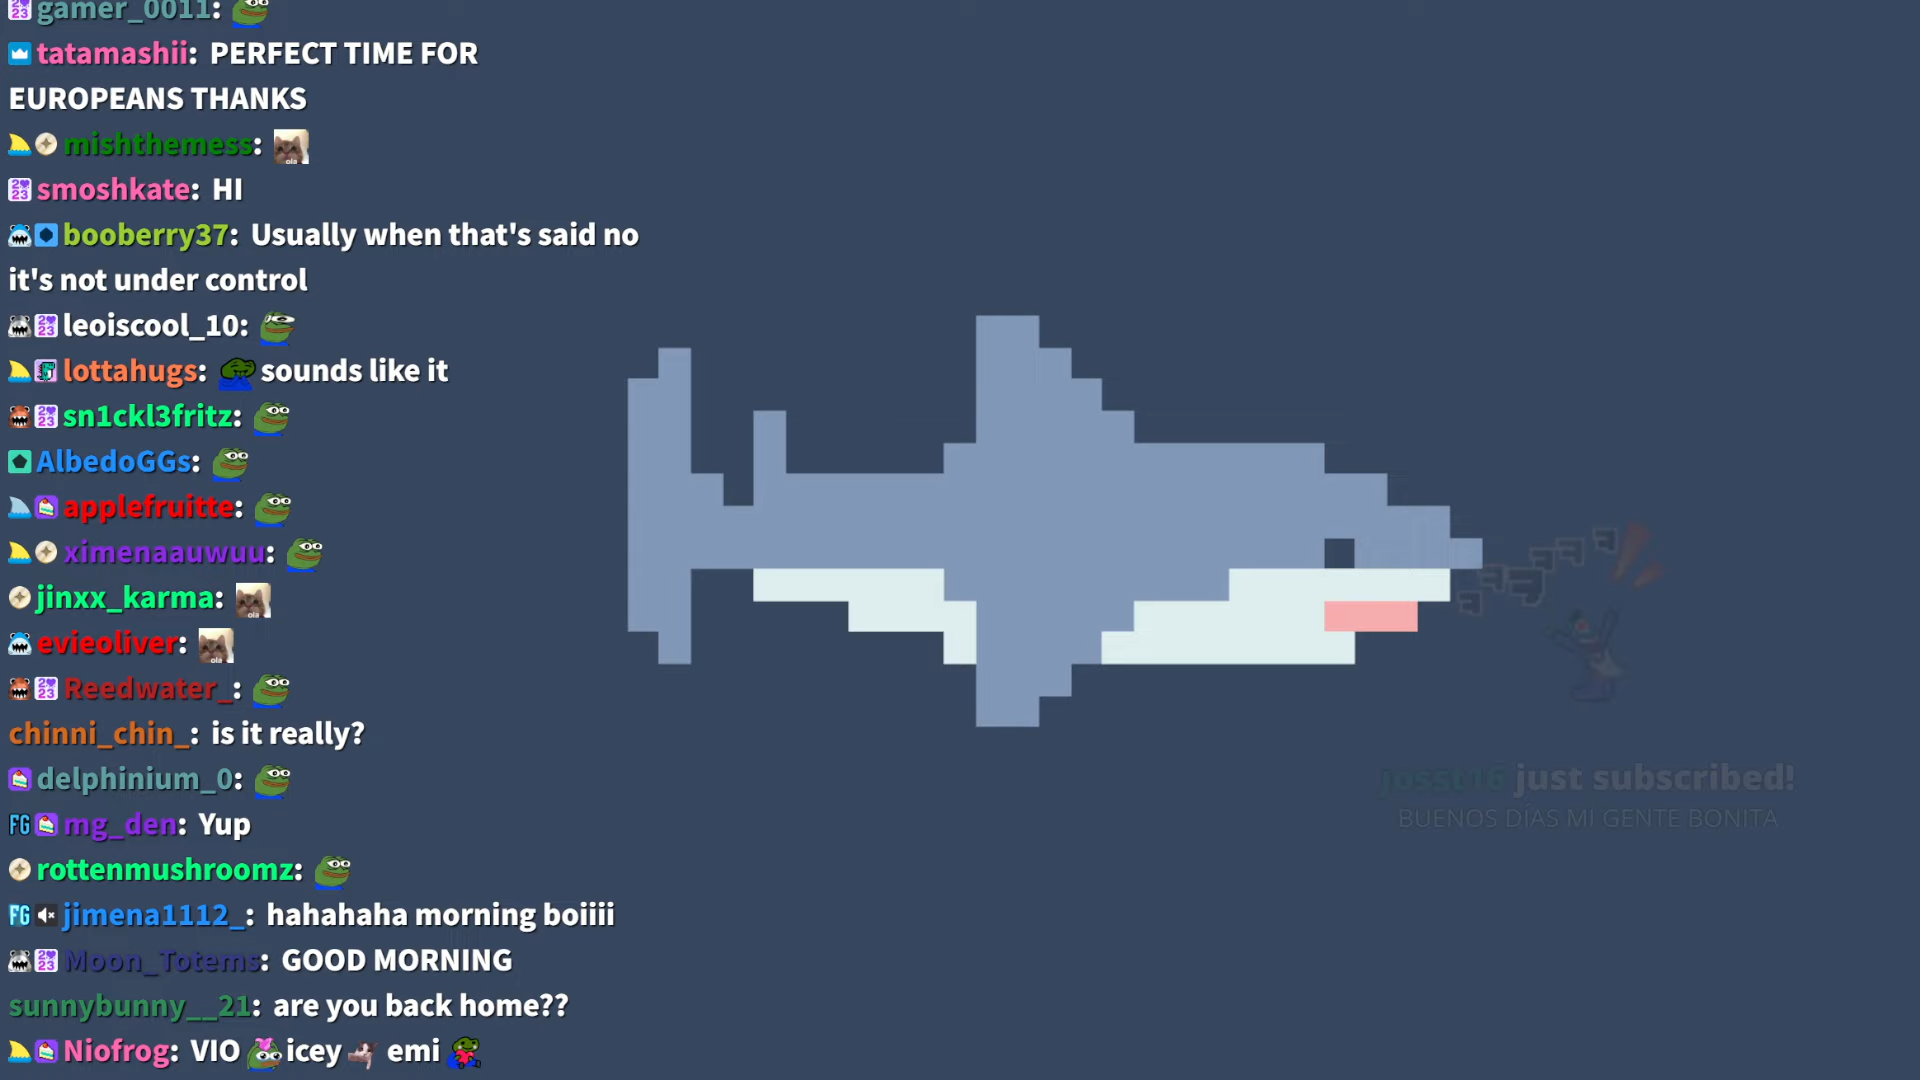 gamer_0011:
tatamashii: PERFECT TIME FOR
EUROPEANS THANKS
mishthemess:
smoshkate: HI
booberry37: Usually when that's said no
it's not under control
leoiscool_10:
lottahugs: sounds like it
sn1ckl3fritz:
AlbedoGGs:
applefruitte:
ximenaauwuu:
jinxx_karma:
evieoliver:
Reedwater_:
chinni_chin_: is it really?
delphinium_0:
FG mg_den: Yup
rottenmushroomz:
FG jimena1112_: hahahaha morning boiiii
Moon_Totems: GOOD MORNING
sunnybunny__21: are you back home??
Niofrog: VIO icey emi
josst16 just subscribed!
BUENOS DÍAS MI GENTE BONITA